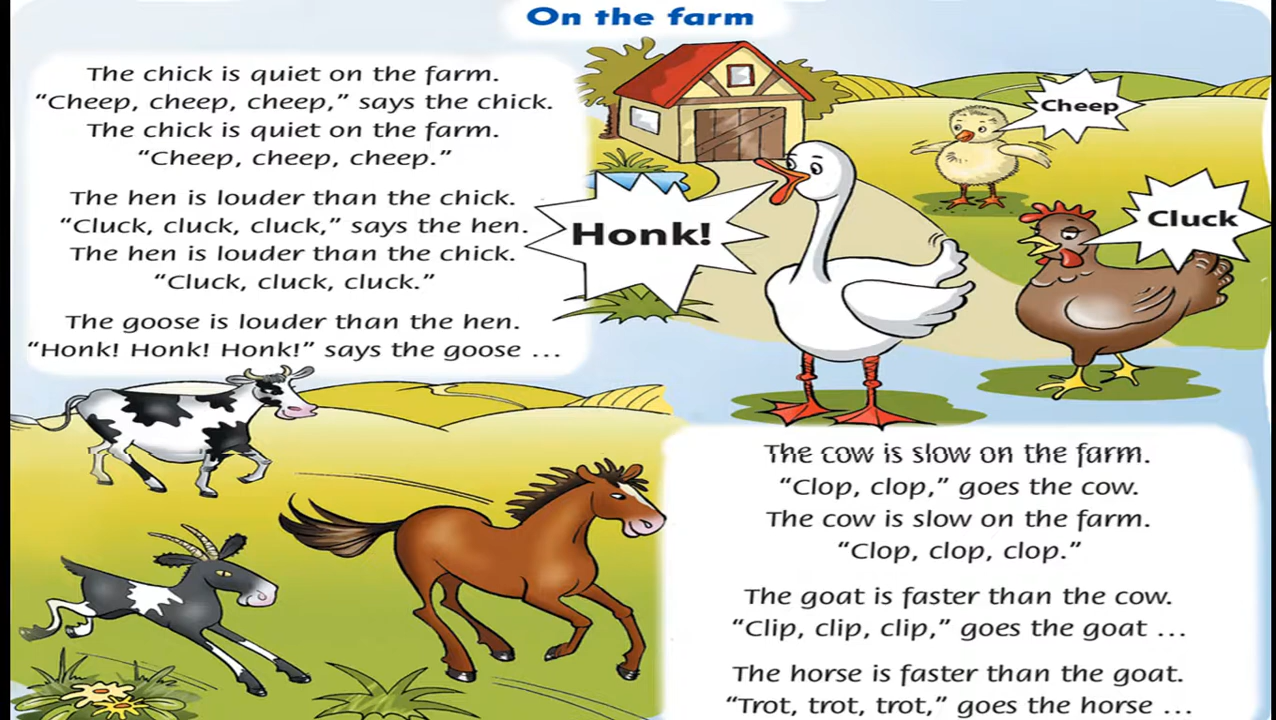 On the farm
The chick is quiet on the farm.
“Cheep, cheep, cheep,” says the chick.
The chick is quiet on the farm.
“Cheep, cheep, cheep.”
The hen is louder than the chick.
“Cluck, cluck, cluck,” says the hen.
The hen is louder than the chick.
“Cluck, cluck, cluck.”
The goose is louder than the hen.
“Honk! Honk! Honk!” says the goose ...
Cheep
Cluck
Honk!
The cow is slow on the farm.
“Clop, clop,” goes the cow.
The cow is slow on the farm.
“Clop, clop, clop.”
The goat is faster than the cow.
“Clip, clip, clip,” goes the goat ...
The horse is faster than the goat.
“Trot, trot, trot,” goes the horse ...